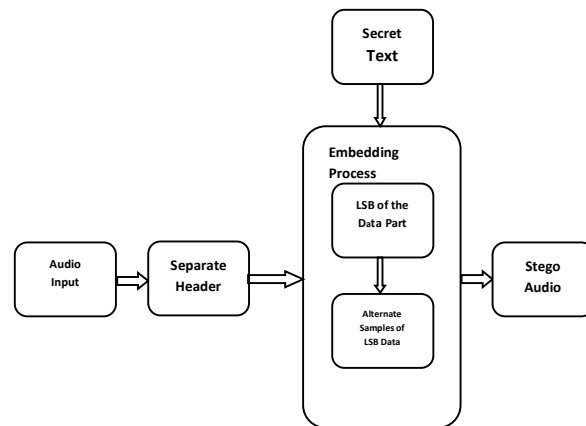 Secret
Text
Embedding
Process
LSB of the
Data Part
Audio
Input
Separate
Header
Stego
Audio
Alternate
Samples of
LSB Data